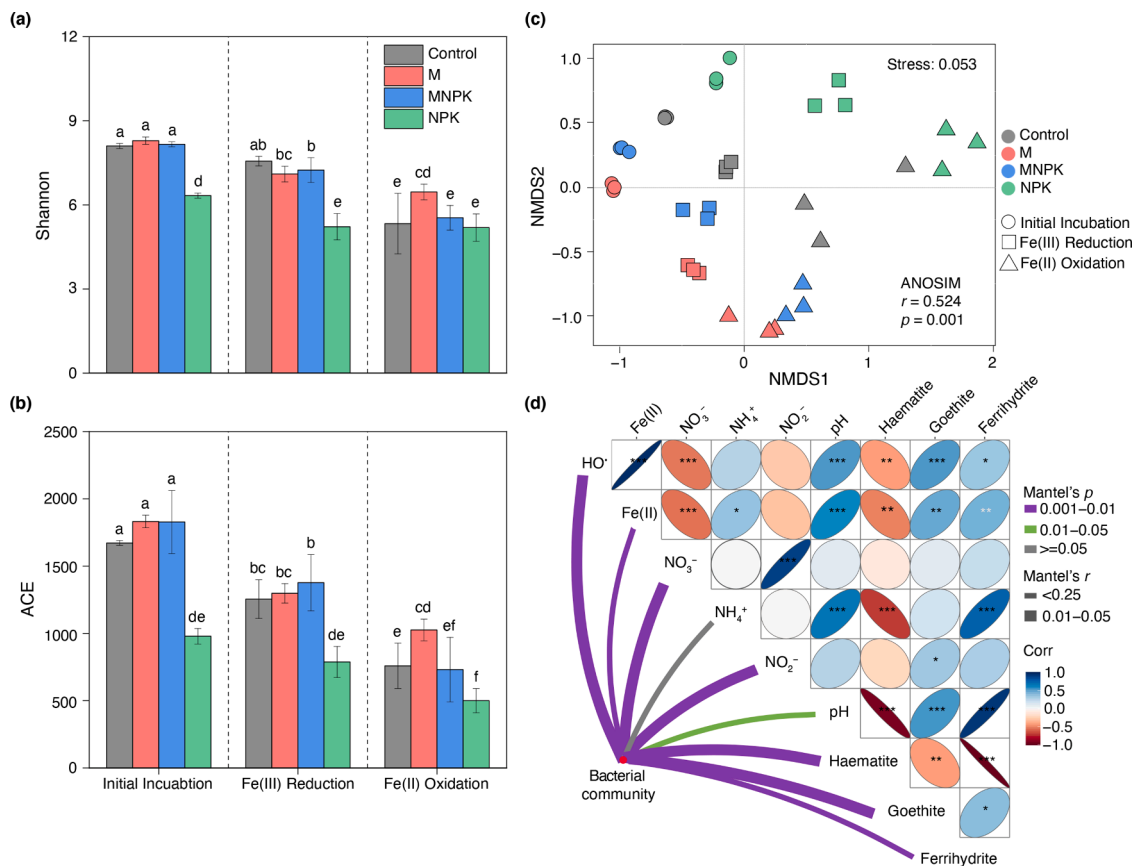 (a)
12
9
6
3
0
Shannon
Control
M
MNPK
NPK
a a a d
ab bc b e
e cd e e
(b)
2500
2000
1500
1000
500
0
ACE
a a a de
bc bc b de
e cd ef f
Initial Incuabtion Fe(III) Reduction Fe(II) Oxidation
(c)
1.0
0.5
0.0
−0.5
−1.0
NMDS2
Stress: 0.053
ANOSIM
r = 0.524
p = 0.001
−1 0 1 2
NMDS1
Control
M
MNPK
NPK
Initial Incubation
Fe(III) Reduction
Fe(II) Oxidation
(d)
Fe(II) NO₃⁻ NH₄⁺ NO₂⁻ pH Haematite Goethite Ferrihydrite
HO• *** *** *** ** *** *
Fe(II) *** * *** ** ** **
NO₃⁻ ***
NH₄⁺ *** *** ***
NO₂⁻ *
pH *** *** ***
Haematite ** ***
Goethite *
Ferrihydrite
Bacterial
community
Mantel's p
0.001−0.01
0.01−0.05
>=0.05
Mantel's r
<0.25
0.01−0.05
Corr
1.0
0.5
0.0
−0.5
−1.0